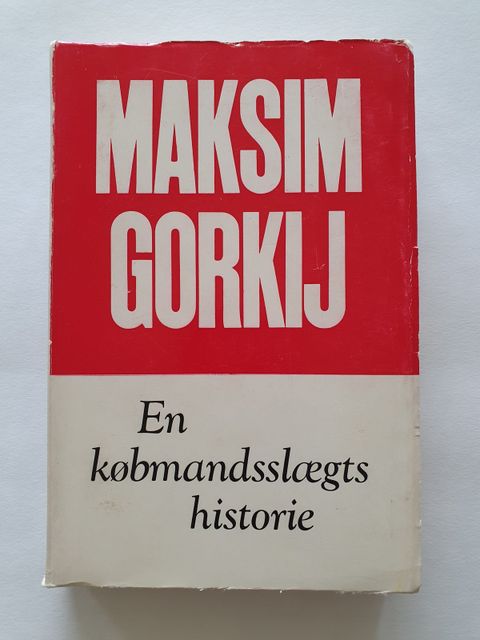 MAKSIM
GORKIJ
En
købmandsslægts
historie